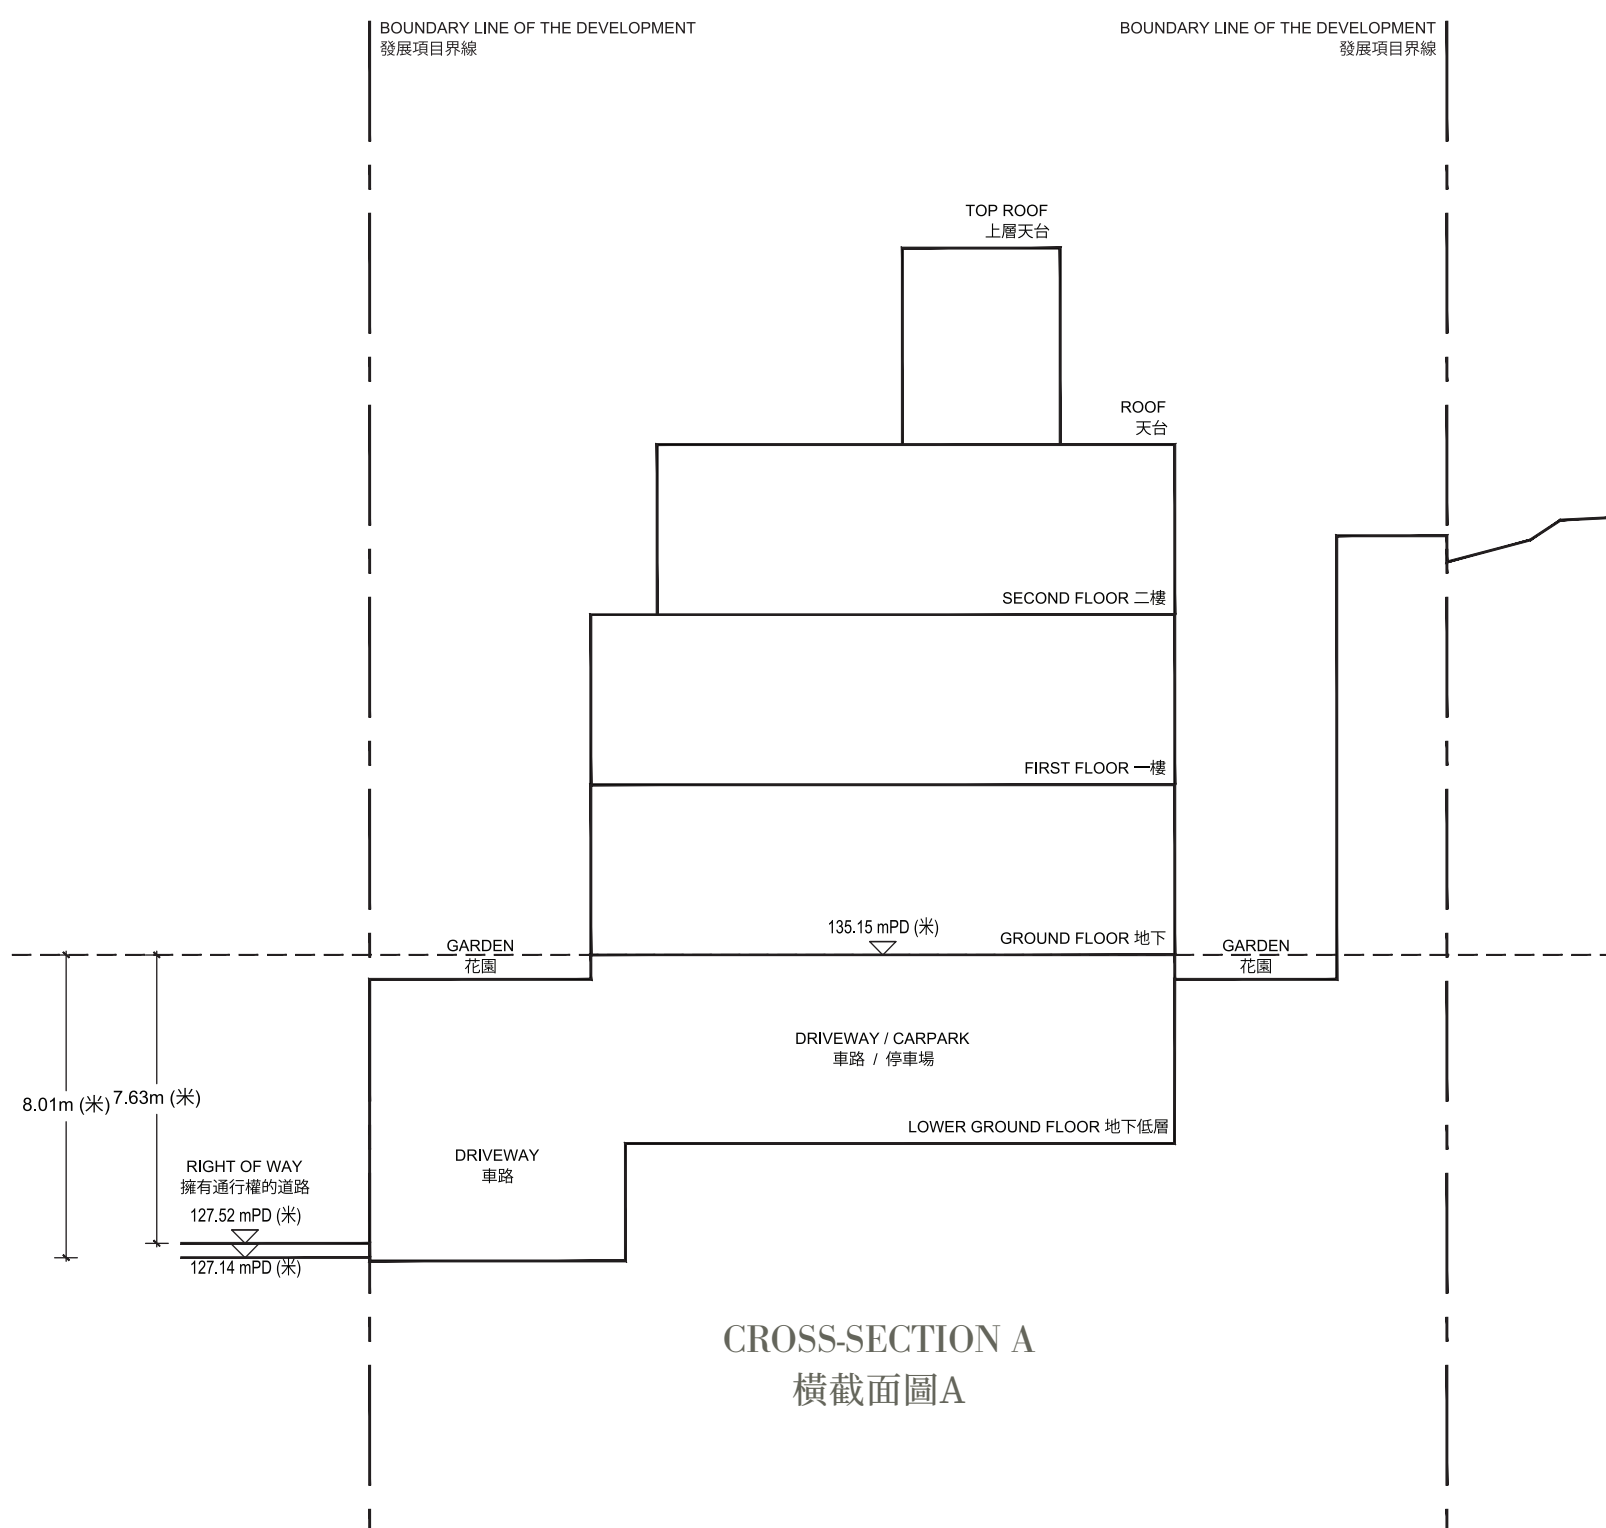 BOUNDARY LINE OF THE DEVELOPMENT
發展項目界線
BOUNDARY LINE OF THE DEVELOPMENT
發展項目界線
TOP ROOF
上層天台
ROOF
天台
SECOND FLOOR 二樓
FIRST FLOOR 一樓
135.15 mPD (米)
GROUND FLOOR 地下
GARDEN
花園
GARDEN
花園
DRIVEWAY / CARPARK
車路 / 停車場
8.01m (米)
7.63m (米)
LOWER GROUND FLOOR 地下低層
DRIVEWAY
車路
RIGHT OF WAY
擁有通行權的道路
127.52 mPD (米)
127.14 mPD (米)
CROSS-SECTION A
橫截面圖A